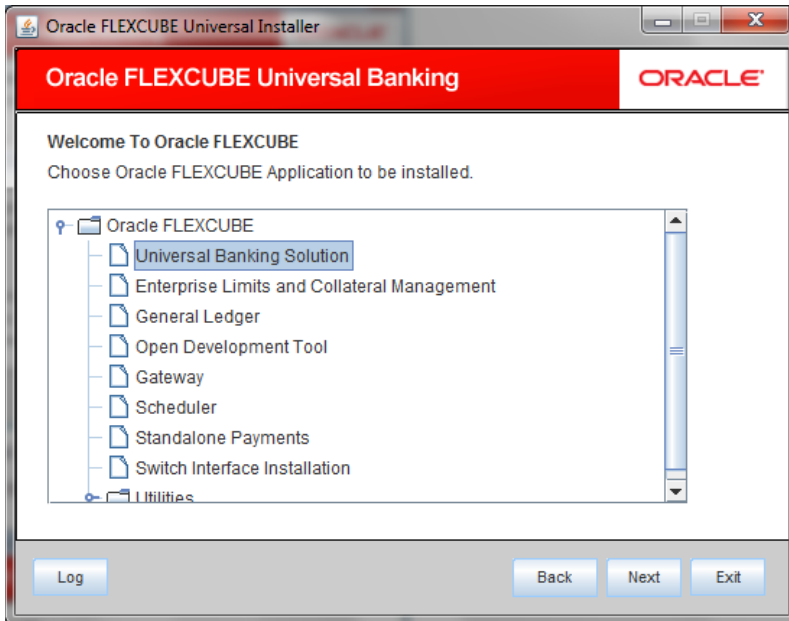 Oracle FLEXCUBE Universal Installer
Oracle FLEXCUBE Universal Banking
ORACLE
Welcome To Oracle FLEXCUBE
Choose Oracle FLEXCUBE Application to be installed.
Oracle FLEXCUBE
Universal Banking Solution
Enterprise Limits and Collateral Management
General Ledger
Open Development Tool
Gateway
Scheduler
Standalone Payments
Switch Interface Installation
Utilities
Log Back Next Exit